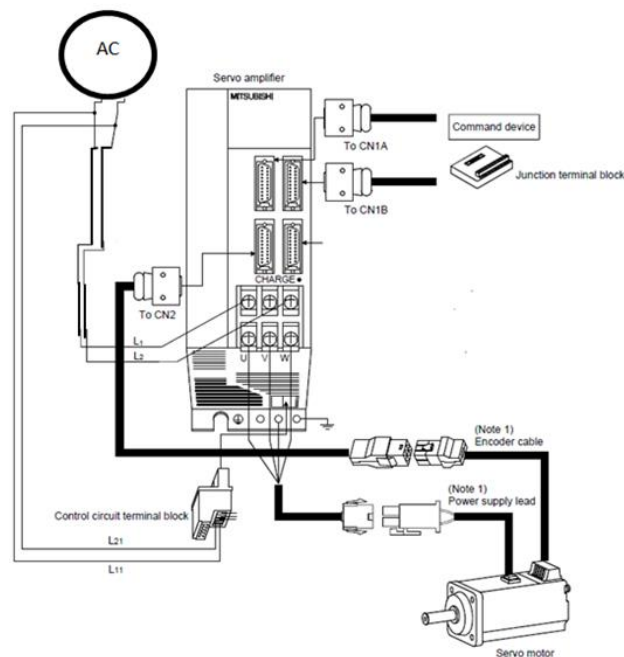 AC
Servo amplifier
MITSUBISHI
To CN1A
Command device
Junction terminal block
To CN1B
CHARGE
To CN2
L1
L2
U V W
(Note 1)
Encoder cable
(Note 1)
Power supply lead
Control circuit terminal block
L21
L11
Servo motor